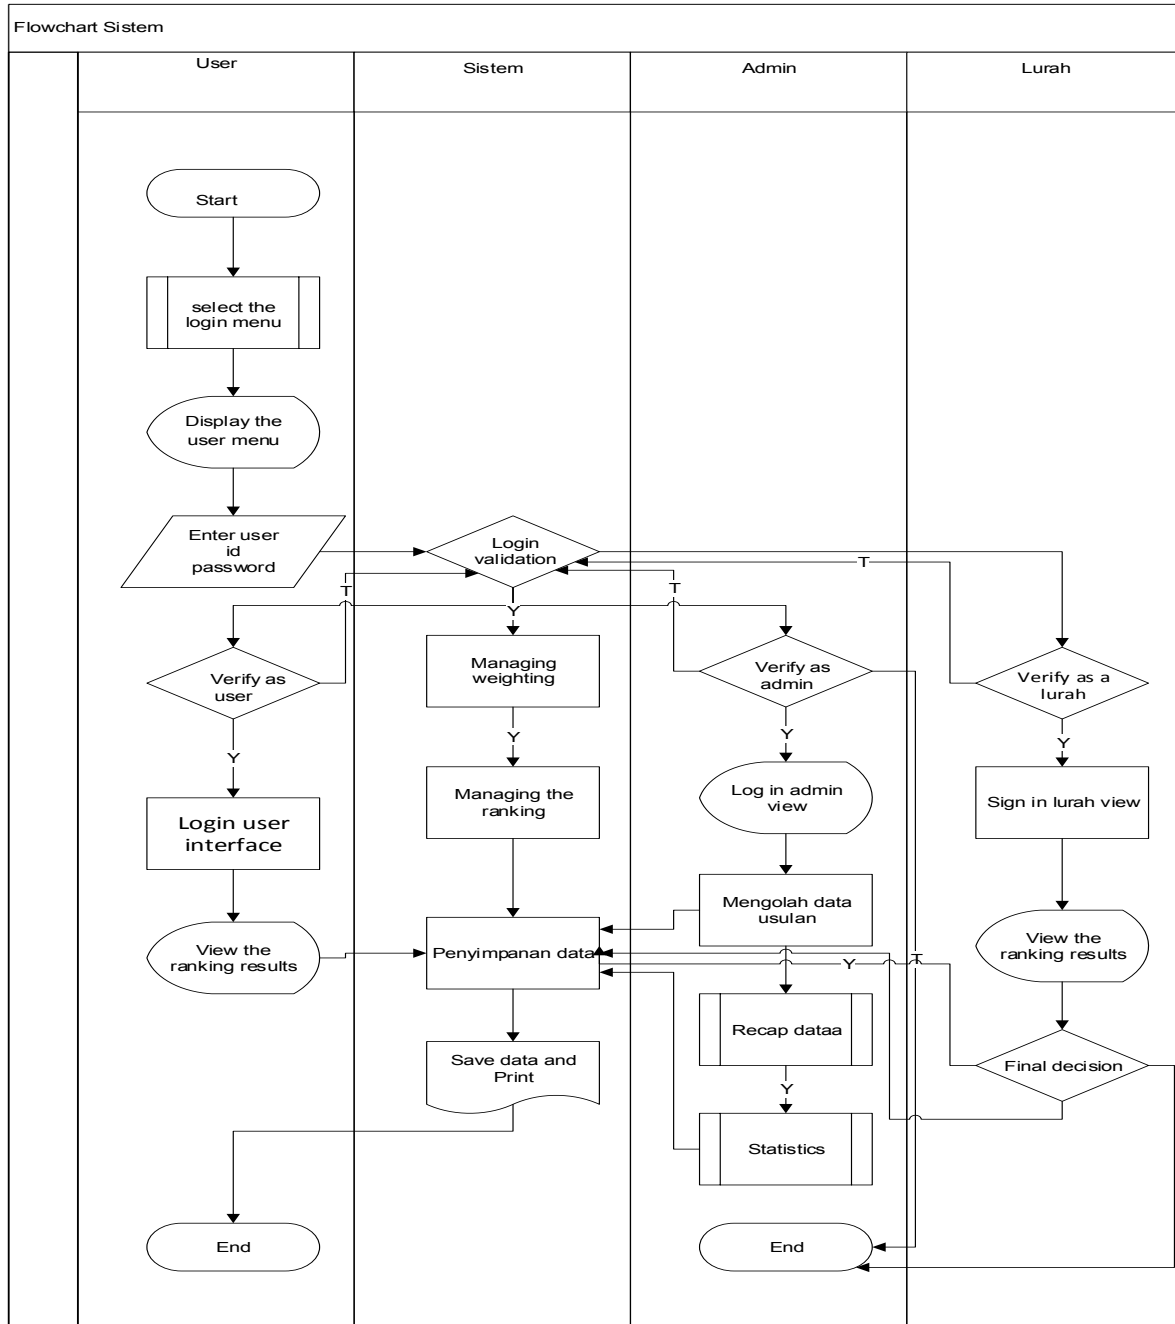 Flowchart Sistem
User
Sistem
Admin
Lurah
Start
select the
login menu
Display the
user menu
Enter user
id
password
Login
validation
T
T
T
Y
Verify as
user
Managing
weighting
Verify as
admin
Verify as a
lurah
Y
Y
Y
Y
Login user
interface
Managing the
ranking
Log in admin
view
Sign in lurah view
Mengolah data
usulan
View the
ranking results
Penyimpanan data
View the
ranking results
Y
T
Save data and
Print
Recap dataa
Final decision
Y
Statistics
End
End